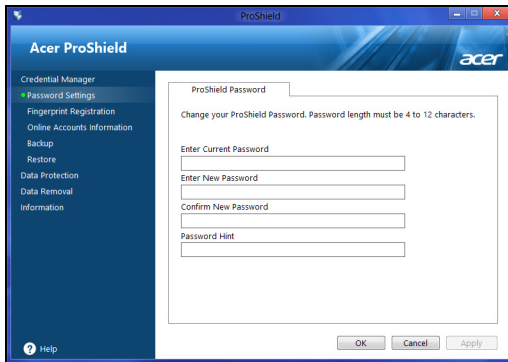 ProShield
Acer ProShield
acer
Credential Manager
Password Settings
Fingerprint Registration
Online Accounts Information
Backup
Restore
Data Protection
Data Removal
Information
Help
ProShield Password
Change your ProShield Password. Password length must be 4 to 12 characters.
Enter Current Password
Enter New Password
Confirm New Password
Password Hint
OK Cancel Apply